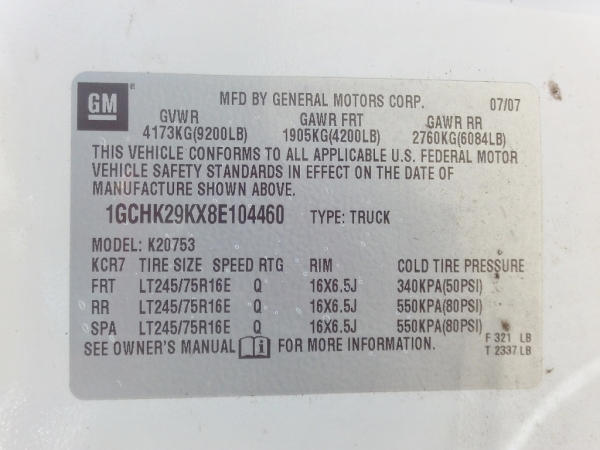 GM MFD BY GENERAL MOTORS CORP. 07/07
GVWR GAWR FRT GAWR RR
4173KG(9200LB) 1905KG(4200LB) 2760KG(6084LB)
THIS VEHICLE CONFORMS TO ALL APPLICABLE U.S. FEDERAL MOTOR
VEHICLE SAFETY STANDARDS IN EFFECT ON THE DATE OF
MANUFACTURE SHOWN ABOVE.
1GCHK29KX8E104460 TYPE: TRUCK
MODEL: K20753
KCR7 TIRE SIZE SPEED RTG RIM COLD TIRE PRESSURE
FRT LT245/75R16E Q 16X6.5J 340KPA(50PSI)
RR LT245/75R16E Q 16X6.5J 550KPA(80PSI)
SPA LT245/75R16E Q 16X6.5J 550KPA(80PSI)
SEE OWNER'S MANUAL i FOR MORE INFORMATION. F 321 LB
T 2337 LB